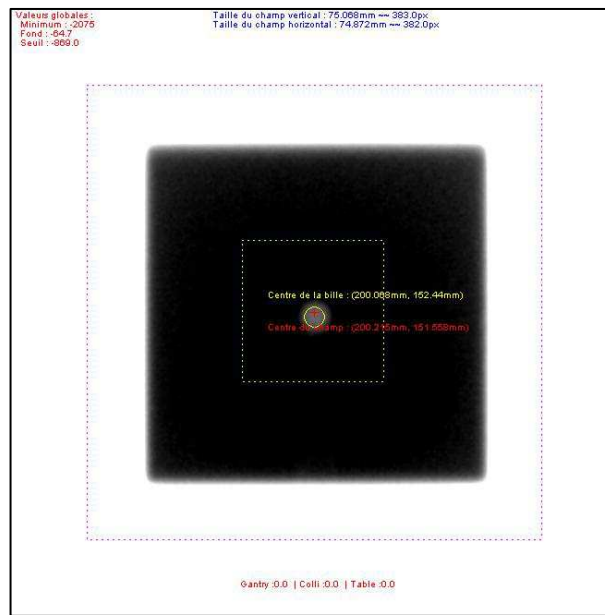 Valeurs globales :
Minimum : -2075
Fond : -64.7
Seuil : -869.0
Taille du champ vertical : 75.068mm ~~ 383.0px
Taille du champ horizontal : 74.872mm ~~ 382.0px
Centre de la bille : (200.068mm, 152.44mm)
Centre du champ : (200.215mm, 151.558mm)
Gantry :0.0 | Colli :0.0 | Table :0.0